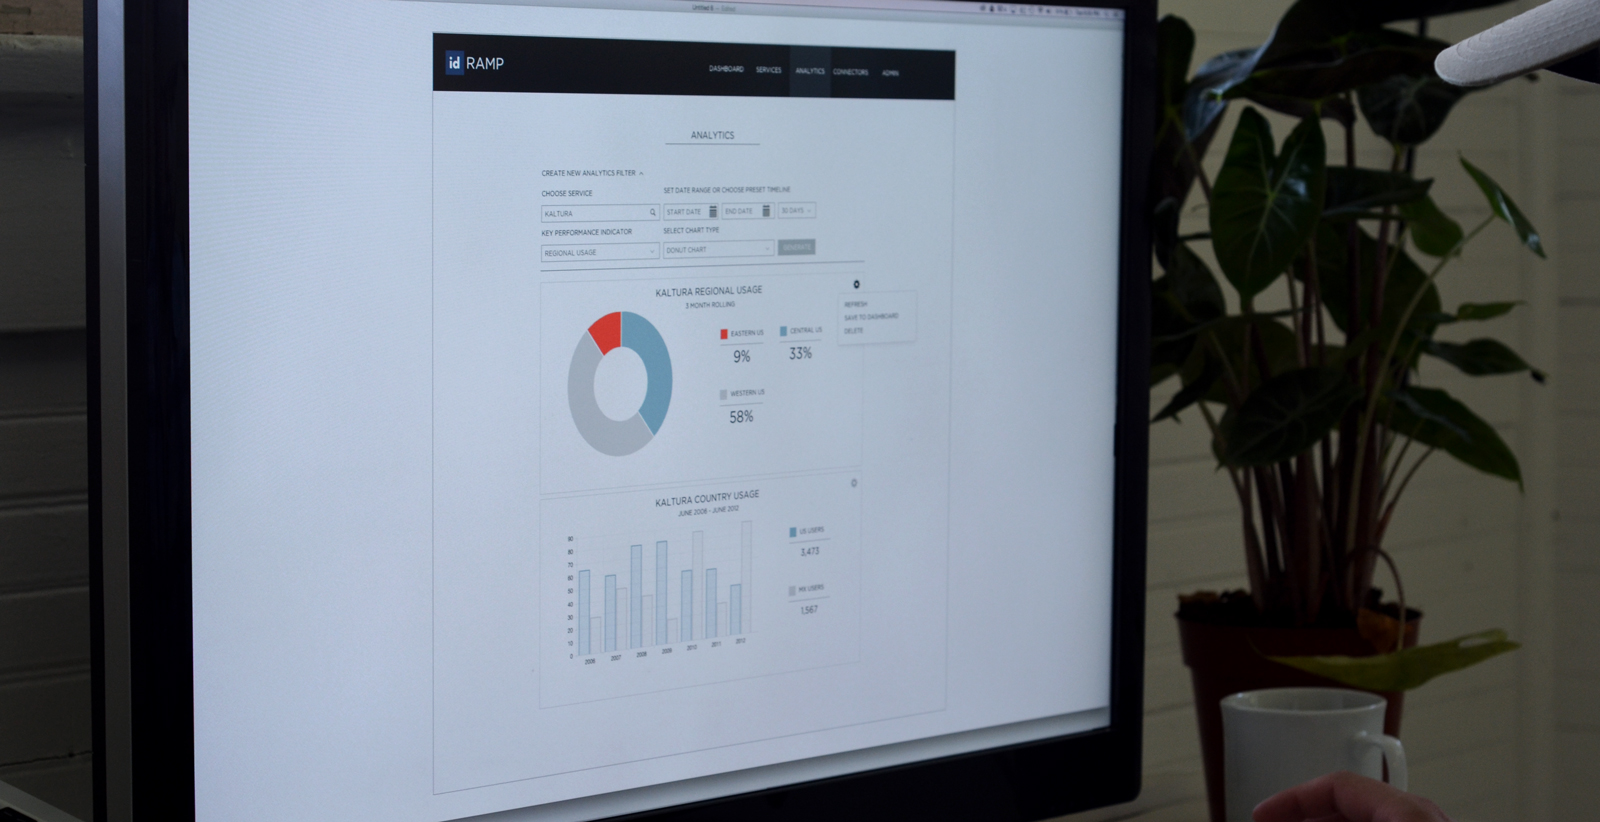 Untitled 6 — Edited
id RAMP
DASHBOARD SERVICES ANALYTICS CONNECTORS ADMIN
ANALYTICS
CREATE NEW ANALYTICS FILTER
CHOOSE SERVICE
SET DATE RANGE OR CHOOSE PRESET TIMELINE
KALTURA
START DATE
END DATE
30 DAYS
KEY PERFORMANCE INDICATOR
SELECT CHART TYPE
REGIONAL USAGE
DONUT CHART
GENERATE
KALTURA REGIONAL USAGE
3 MONTH ROLLING
REFRESH
SAVE TO DASHBOARD
DELETE
EASTERN US
9%
CENTRAL US
33%
WESTERN US
58%
KALTURA COUNTRY USAGE
JUNE 2006 - JUNE 2012
90
80
70
60
50
40
30
20
10
0
2006 2007 2008 2009 2010 2011 2012
US USERS
3,473
MX USERS
1,567